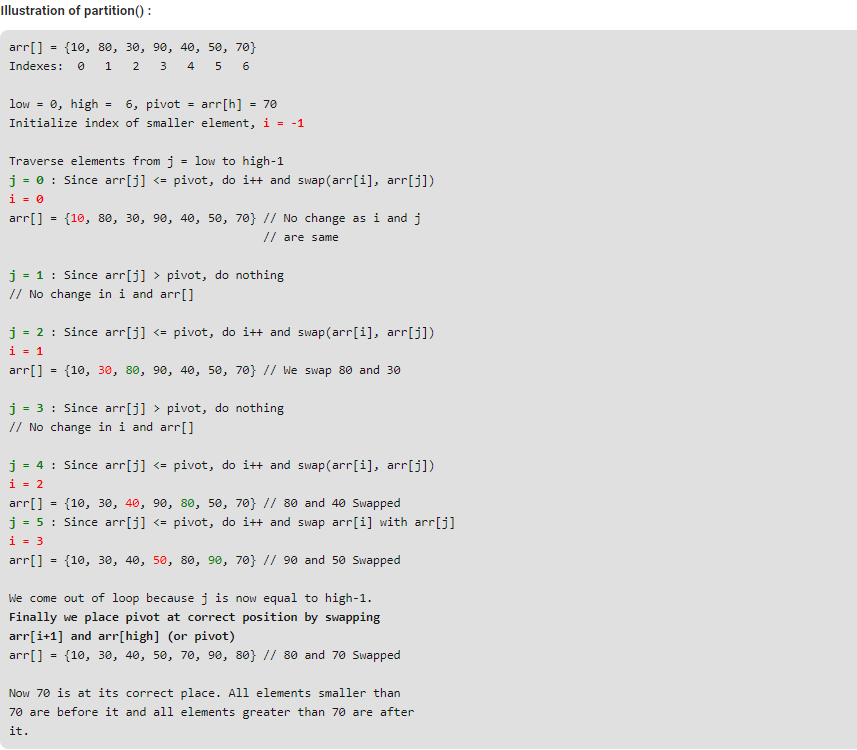 Illustration of partition() :
arr[] = {10, 80, 30, 90, 40, 50, 70}
Indexes:  0   1   2   3   4   5   6
low = 0, high =  6, pivot = arr[h] = 70
Initialize index of smaller element, i = -1
Traverse elements from j = low to high-1
j = 0 : Since arr[j] <= pivot, do i++ and swap(arr[i], arr[j])
i = 0
arr[] = {10, 80, 30, 90, 40, 50, 70} // No change as i and j
// are same
j = 1 : Since arr[j] > pivot, do nothing
// No change in i and arr[]
j = 2 : Since arr[j] <= pivot, do i++ and swap(arr[i], arr[j])
i = 1
arr[] = {10, 30, 80, 90, 40, 50, 70} // We swap 80 and 30
j = 3 : Since arr[j] > pivot, do nothing
// No change in i and arr[]
j = 4 : Since arr[j] <= pivot, do i++ and swap(arr[i], arr[j])
i = 2
arr[] = {10, 30, 40, 90, 80, 50, 70} // 80 and 40 Swapped
j = 5 : Since arr[j] <= pivot, do i++ and swap arr[i] with arr[j]
i = 3
arr[] = {10, 30, 40, 50, 80, 90, 70} // 90 and 50 Swapped
We come out of loop because j is now equal to high-1.
Finally we place pivot at correct position by swapping
arr[i+1] and arr[high] (or pivot)
arr[] = {10, 30, 40, 50, 70, 90, 80} // 80 and 70 Swapped
Now 70 is at its correct place. All elements smaller than
70 are before it and all elements greater than 70 are after
it.